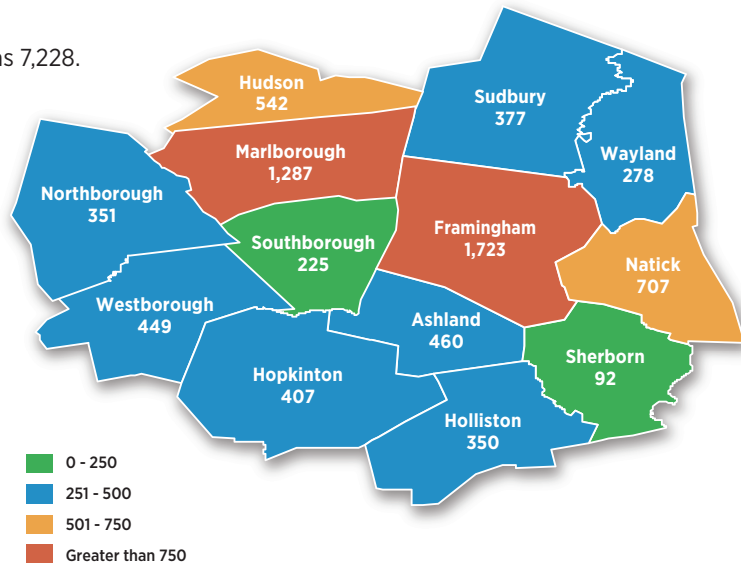 s 7,228.
Hudson
542
Sudbury
377
Marlborough
1,287
Wayland
278
Northborough
351
Framingham
1,723
Southborough
225
Natick
707
Westborough
449
Ashland
460
Sherborn
92
Hopkinton
407
Holliston
350
0 - 250
251 - 500
501 - 750
Greater than 750